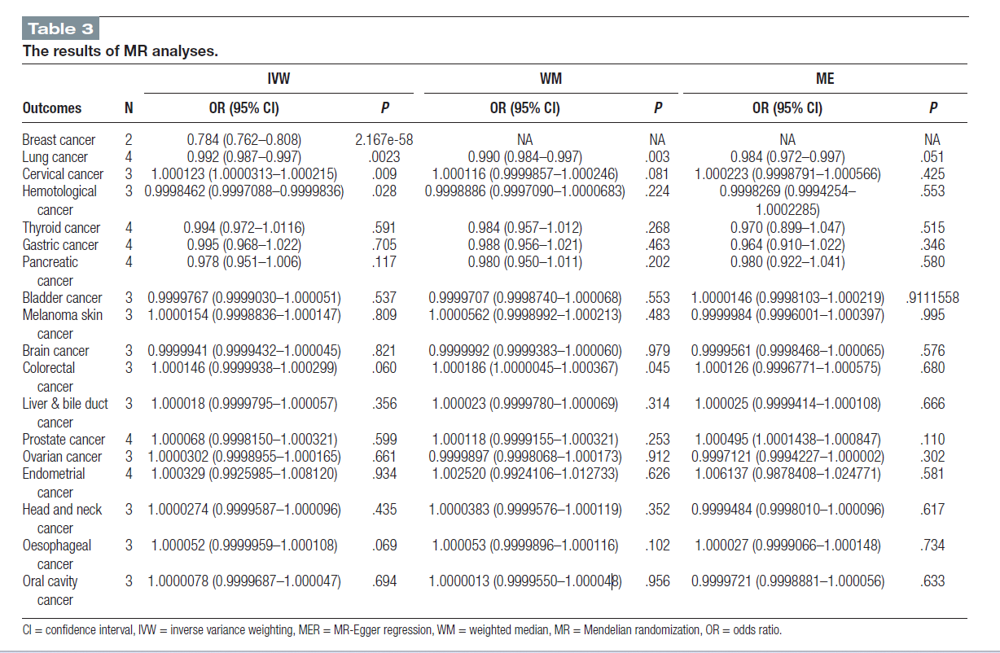 Table 3
The results of MR analyses.
IVW WM ME
Outcomes N OR (95% CI) P OR (95% CI) P OR (95% CI) P
Breast cancer 2 0.784 (0.762–0.808) 2.167e-58 NA NA NA NA
Lung cancer 4 0.992 (0.987–0.997) .0023 0.990 (0.984–0.997) .003 0.984 (0.972–0.997) .051
Cervical cancer 3 1.000123 (1.0000313–1.000215) .009 1.000116 (0.9999857–1.000246) .081 1.000223 (0.9998791–1.000566) .425
Hemotological 3 0.9998462 (0.9997088–0.9999836) .028 0.9998886 (0.9997090–1.0000683) .224 0.9998269 (0.9994254– .553
cancer 1.0002285)
Thyroid cancer 4 0.994 (0.972–1.0116) .591 0.984 (0.957–1.012) .268 0.970 (0.899–1.047) .515
Gastric cancer 4 0.995 (0.968–1.022) .705 0.988 (0.956–1.021) .463 0.964 (0.910–1.022) .346
Pancreatic 4 0.978 (0.951–1.006) .117 0.980 (0.950–1.011) .202 0.980 (0.922–1.041) .580
cancer
Bladder cancer 3 0.9999767 (0.9999030–1.000051) .537 0.9999707 (0.9998740–1.000068) .553 1.0000146 (0.9998103–1.000219) .9111558
Melanoma skin 3 1.0000154 (0.9998836–1.000147) .809 1.0000562 (0.9998992–1.000213) .483 0.9999984 (0.9996001–1.000397) .995
cancer
Brain cancer 3 0.9999941 (0.9999432–1.000045) .821 0.9999992 (0.9999383–1.000060) .979 0.9999561 (0.9998468–1.000065) .576
Colorectal 3 1.000146 (0.9999938–1.000299) .060 1.000186 (1.0000045–1.000367) .045 1.000126 (0.9996771–1.000575) .680
cancer
Liver & bile duct 3 1.000018 (0.9999795–1.000057) .356 1.000023 (0.9999780–1.000069) .314 1.000025 (0.9999414–1.000108) .666
cancer
Prostate cancer 4 1.000068 (0.9998150–1.000321) .599 1.000118 (0.9999155–1.000321) .253 1.000495 (1.0001438–1.000847) .110
Ovarian cancer 3 1.0000302 (0.9998955–1.000165) .661 0.9999897 (0.9998068–1.000173) .912 0.9997121 (0.9994227–1.000002) .302
Endometrial 4 1.000329 (0.9925985–1.008120) .934 1.002520 (0.9924106–1.012733) .626 1.006137 (0.9878408–1.024771) .581
cancer
Head and neck 3 1.0000274 (0.9999587–1.000096) .435 1.0000383 (0.9999576–1.000119) .352 0.9999484 (0.9998010–1.000096) .617
cancer
Oesophageal 3 1.000052 (0.9999959–1.000108) .069 1.000053 (0.9999896–1.000116) .102 1.000027 (0.9999066–1.000148) .734
cancer
Oral cavity 3 1.0000078 (0.9999687–1.000047) .694 1.0000013 (0.9999550–1.000048) .956 0.9999721 (0.9998881–1.000056) .633
cancer
CI = confidence interval, IVW = inverse variance weighting, MER = MR-Egger regression, WM = weighted median, MR = Mendelian randomization, OR = odds ratio.